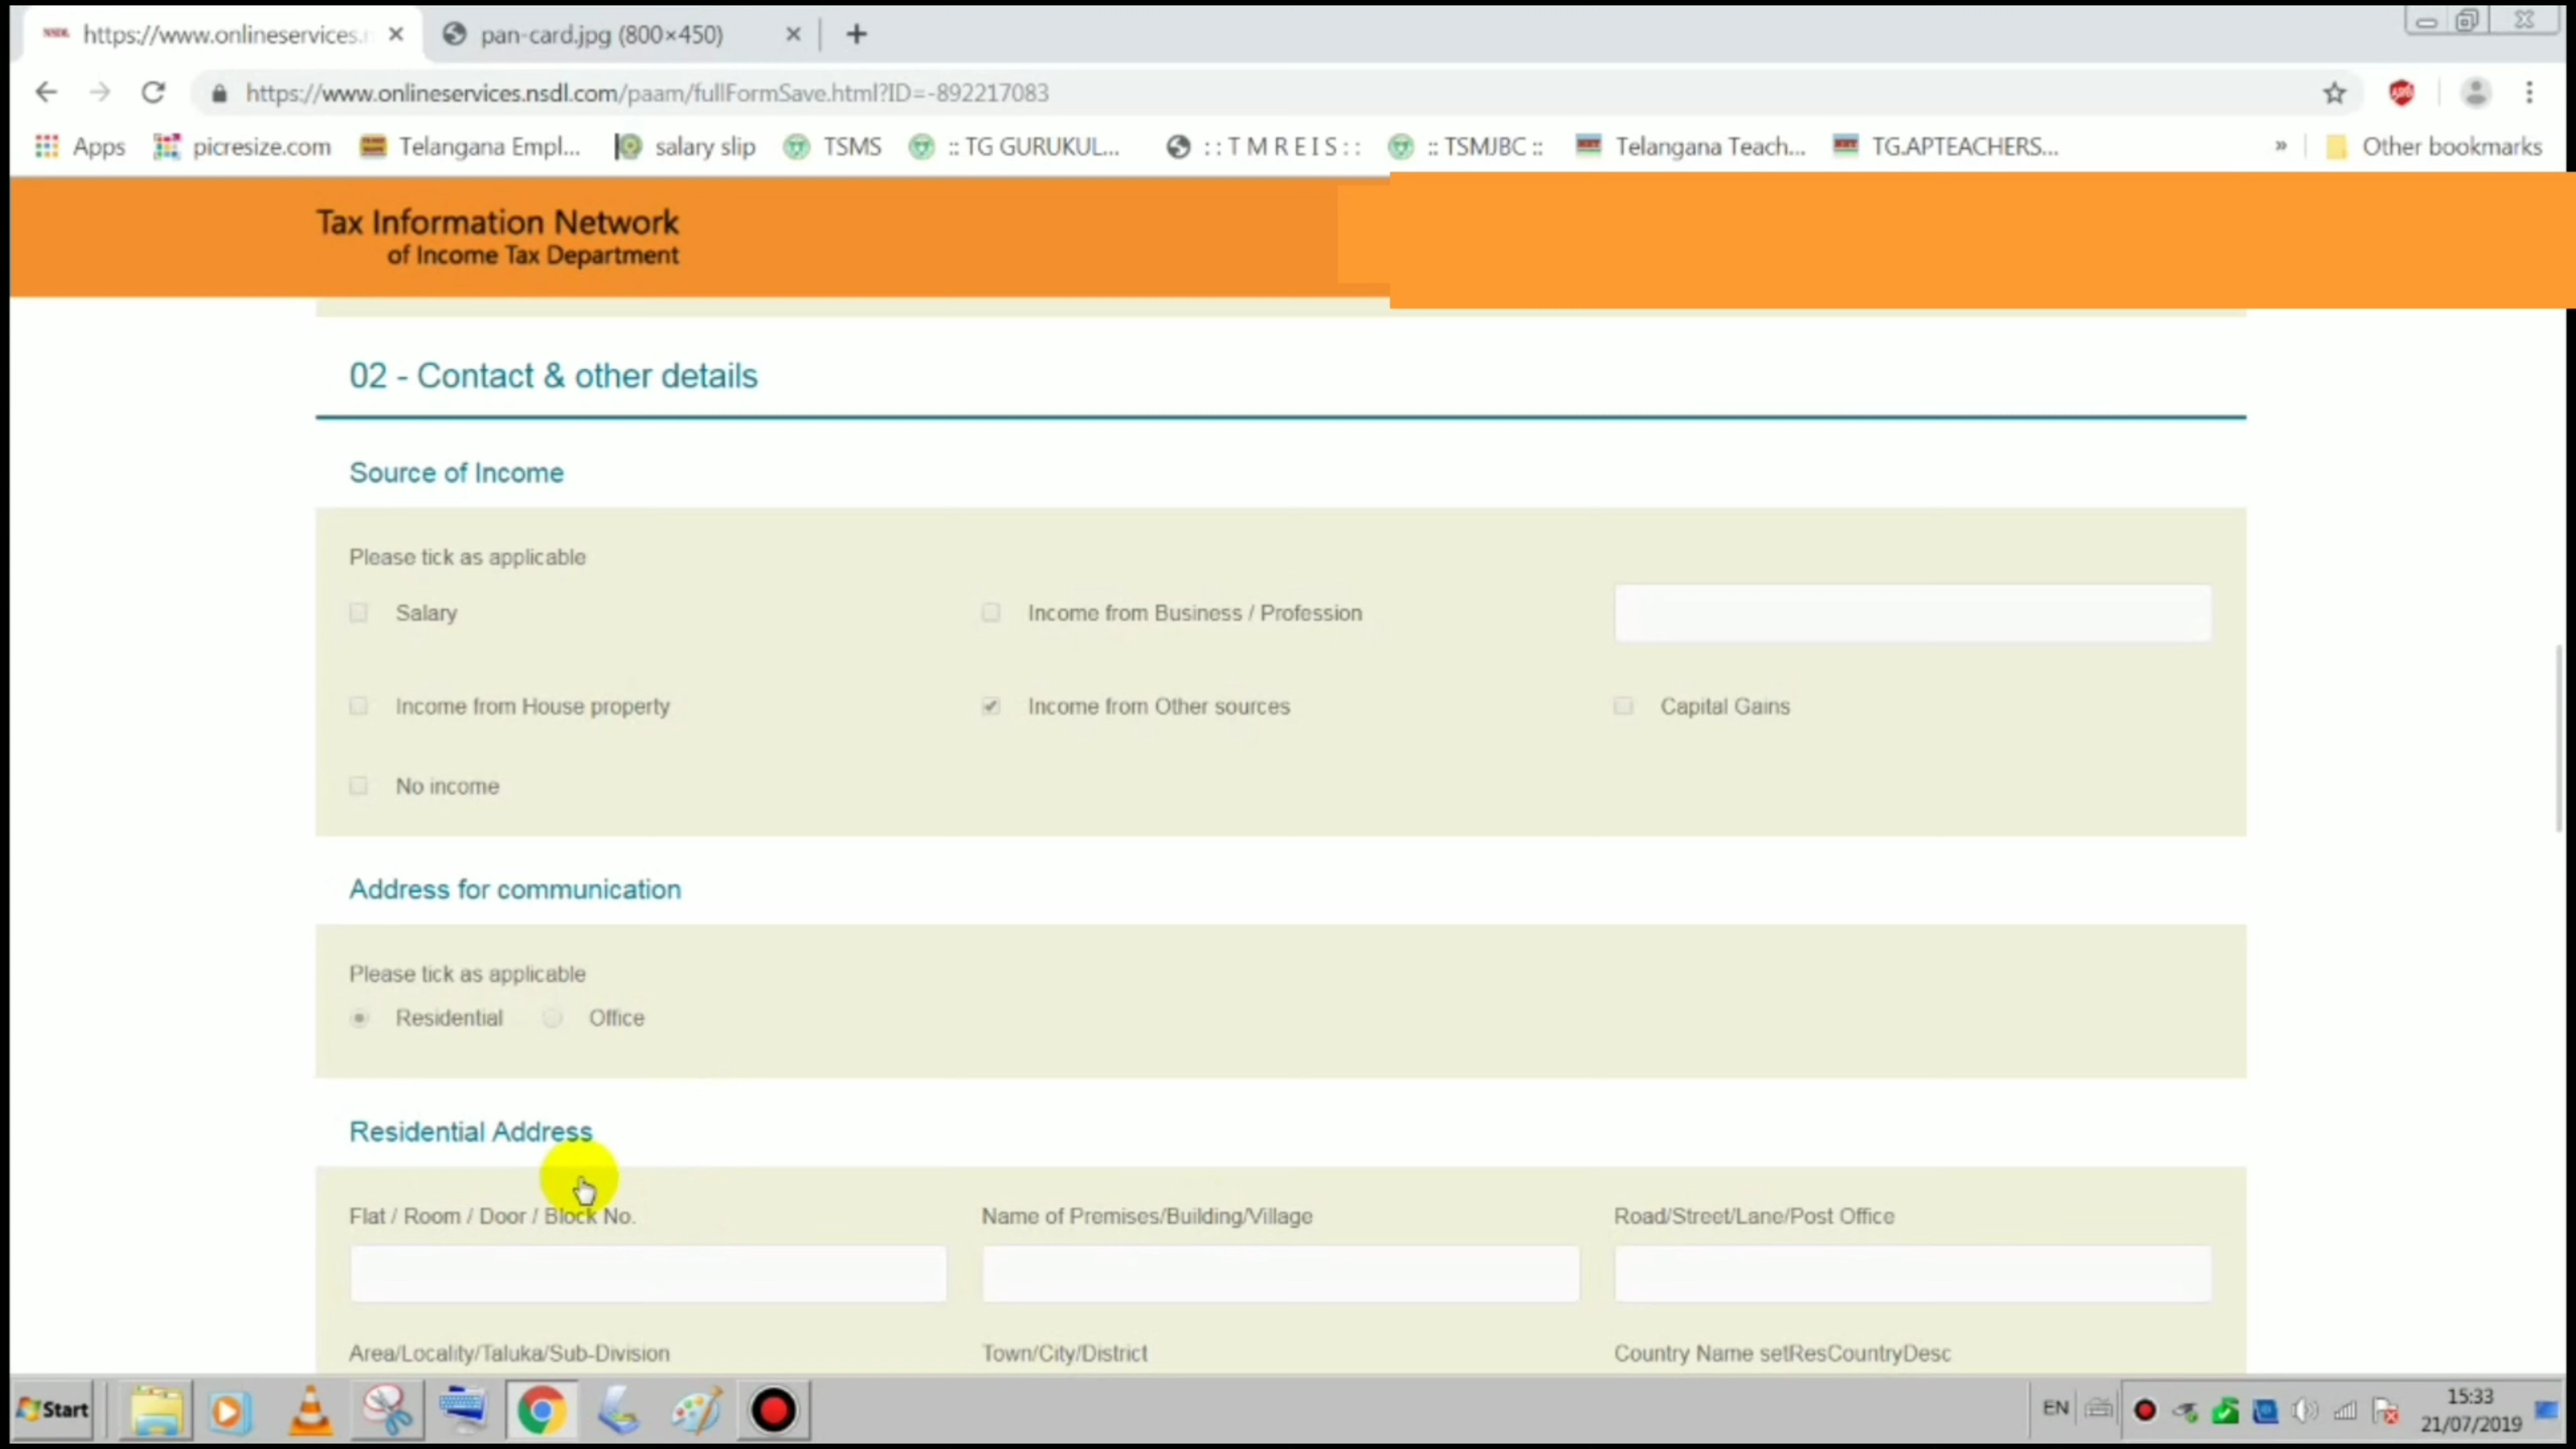 NSDL https://www.onlineservices.n
pan-card.jpg (800×450)
https://www.onlineservices.nsdl.com/paam/fullFormSave.html?ID=-892217083
Apps picresize.com Telangana Empl... salary slip TSMS :: TG GURUKUL... : : T M R E I S : : :: TSMJBC :: Telangana Teach... TG.APTEACHERS... » Other bookmarks
Tax Information Network
of Income Tax Department
02 - Contact & other details
Source of Income
Please tick as applicable
Salary Income from Business / Profession
Income from House property Income from Other sources Capital Gains
No income
Address for communication
Please tick as applicable
Residential Office
Residential Address
Flat / Room / Door / Block No. Name of Premises/Building/Village Road/Street/Lane/Post Office
Area/Locality/Taluka/Sub-Division Town/City/District Country Name setResCountryDesc
Start EN 15:33
21/07/2019